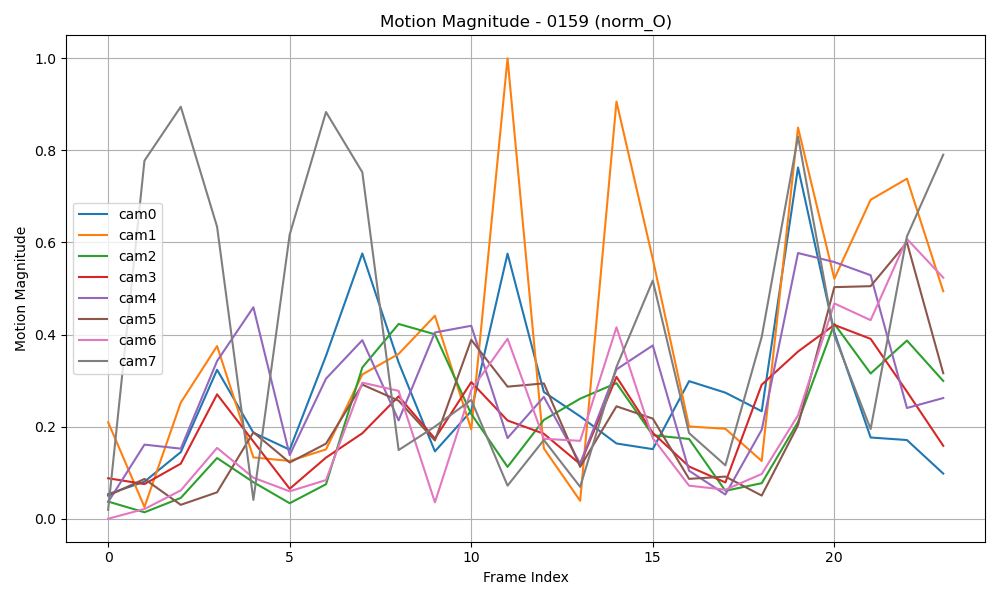 Motion Magnitude - 0159 (norm_O)
1.0
0.8
0.6
0.4
0.2
0.0
Motion Magnitude
cam0
cam1
cam2
cam3
cam4
cam5
cam6
cam7
0 5 10 15 20
Frame Index